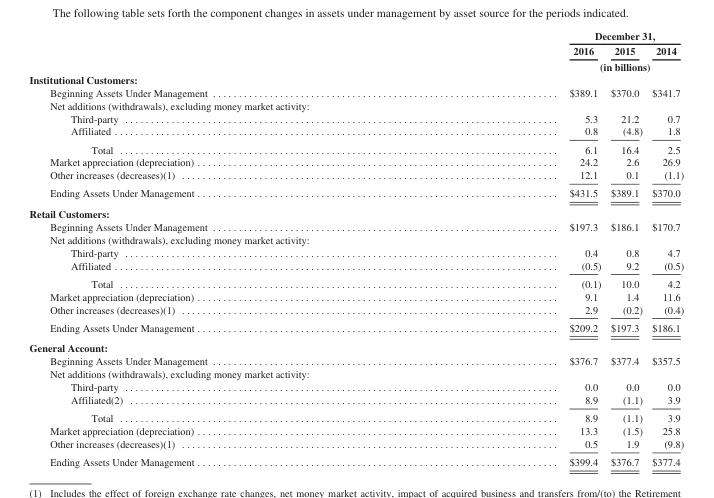 The following table sets forth the component changes in assets under management by asset source for the periods indicated.
December 31,
2016 2015 2014
(in billions)
Institutional Customers:
Beginning Assets Under Management $389.1 $370.0 $341.7
Net additions (withdrawals), excluding money market activity:
Third-party 5.3 21.2 0.7
Affiliated 0.8 (4.8) 1.8
Total 6.1 16.4 2.5
Market appreciation (depreciation) 24.2 2.6 26.9
Other increases (decreases)(1) 12.1 0.1 (1.1)
Ending Assets Under Management $431.5 $389.1 $370.0
Retail Customers:
Beginning Assets Under Management $197.3 $186.1 $170.7
Net additions (withdrawals), excluding money market activity:
Third-party 0.4 0.8 4.7
Affiliated (0.5) 9.2 (0.5)
Total (0.1) 10.0 4.2
Market appreciation (depreciation) 9.1 1.4 11.6
Other increases (decreases)(1) 2.9 (0.2) (0.4)
Ending Assets Under Management $209.2 $197.3 $186.1
General Account:
Beginning Assets Under Management $376.7 $377.4 $357.5
Net additions (withdrawals), excluding money market activity:
Third-party 0.0 0.0 0.0
Affiliated(2) 8.9 (1.1) 3.9
Total 8.9 (1.1) 3.9
Market appreciation (depreciation) 13.3 (1.5) 25.8
Other increases (decreases)(1) 0.5 1.9 (9.8)
Ending Assets Under Management $399.4 $376.7 $377.4
(1) Includes the effect of foreign exchange rate changes, net money market activity, impact of acquired business and transfers from/(to) the Retirement